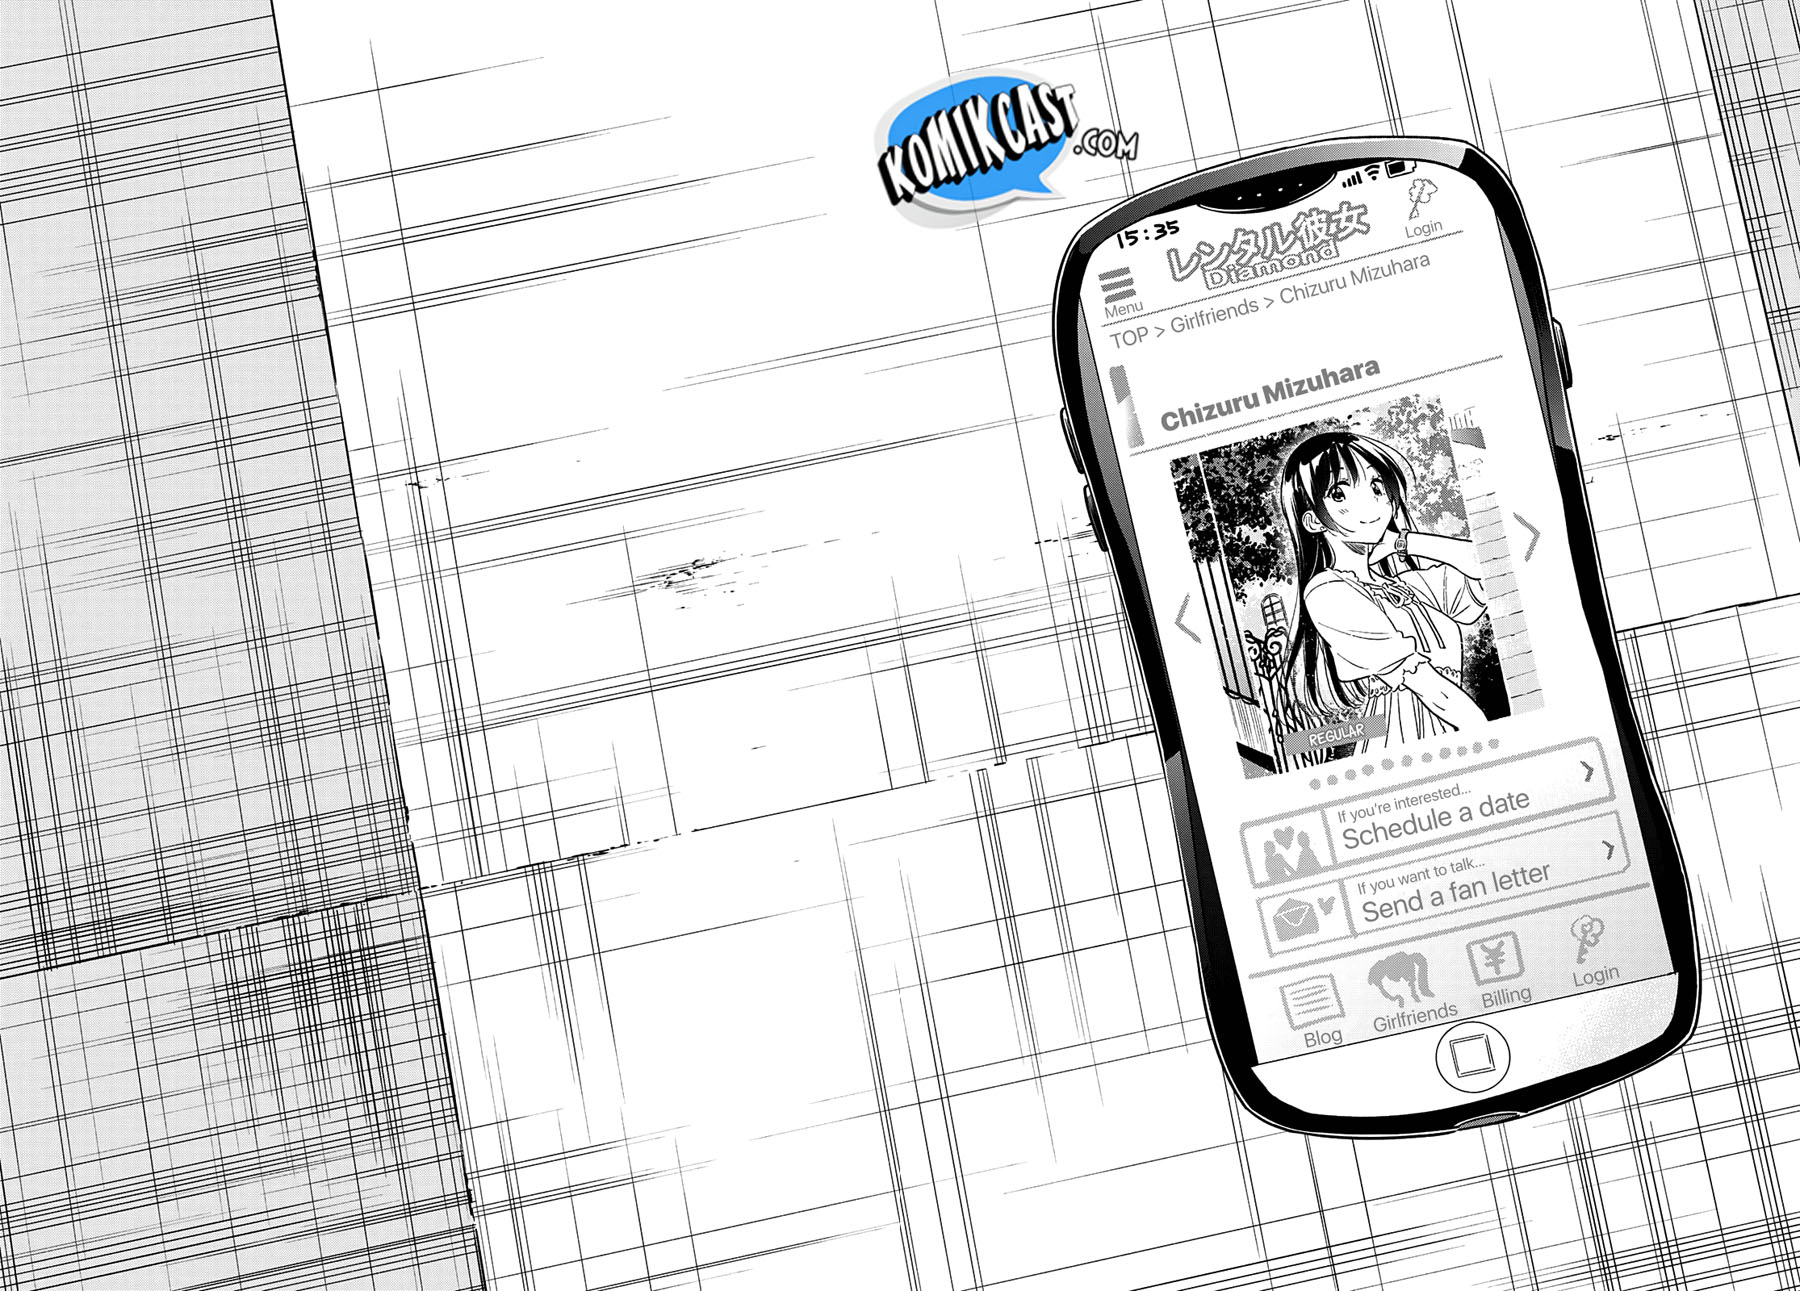 KOMIKCAST
.COM
15:35
レンタル彼女
Diamond
Login
Menu
TOP > Girlfriends > Chizuru Mizuhara
Chizuru Mizuhara
REGULAR
If you're interested...
Schedule a date
If you want to talk...
Send a fan letter
Blog
Girlfriends
Billing
Login